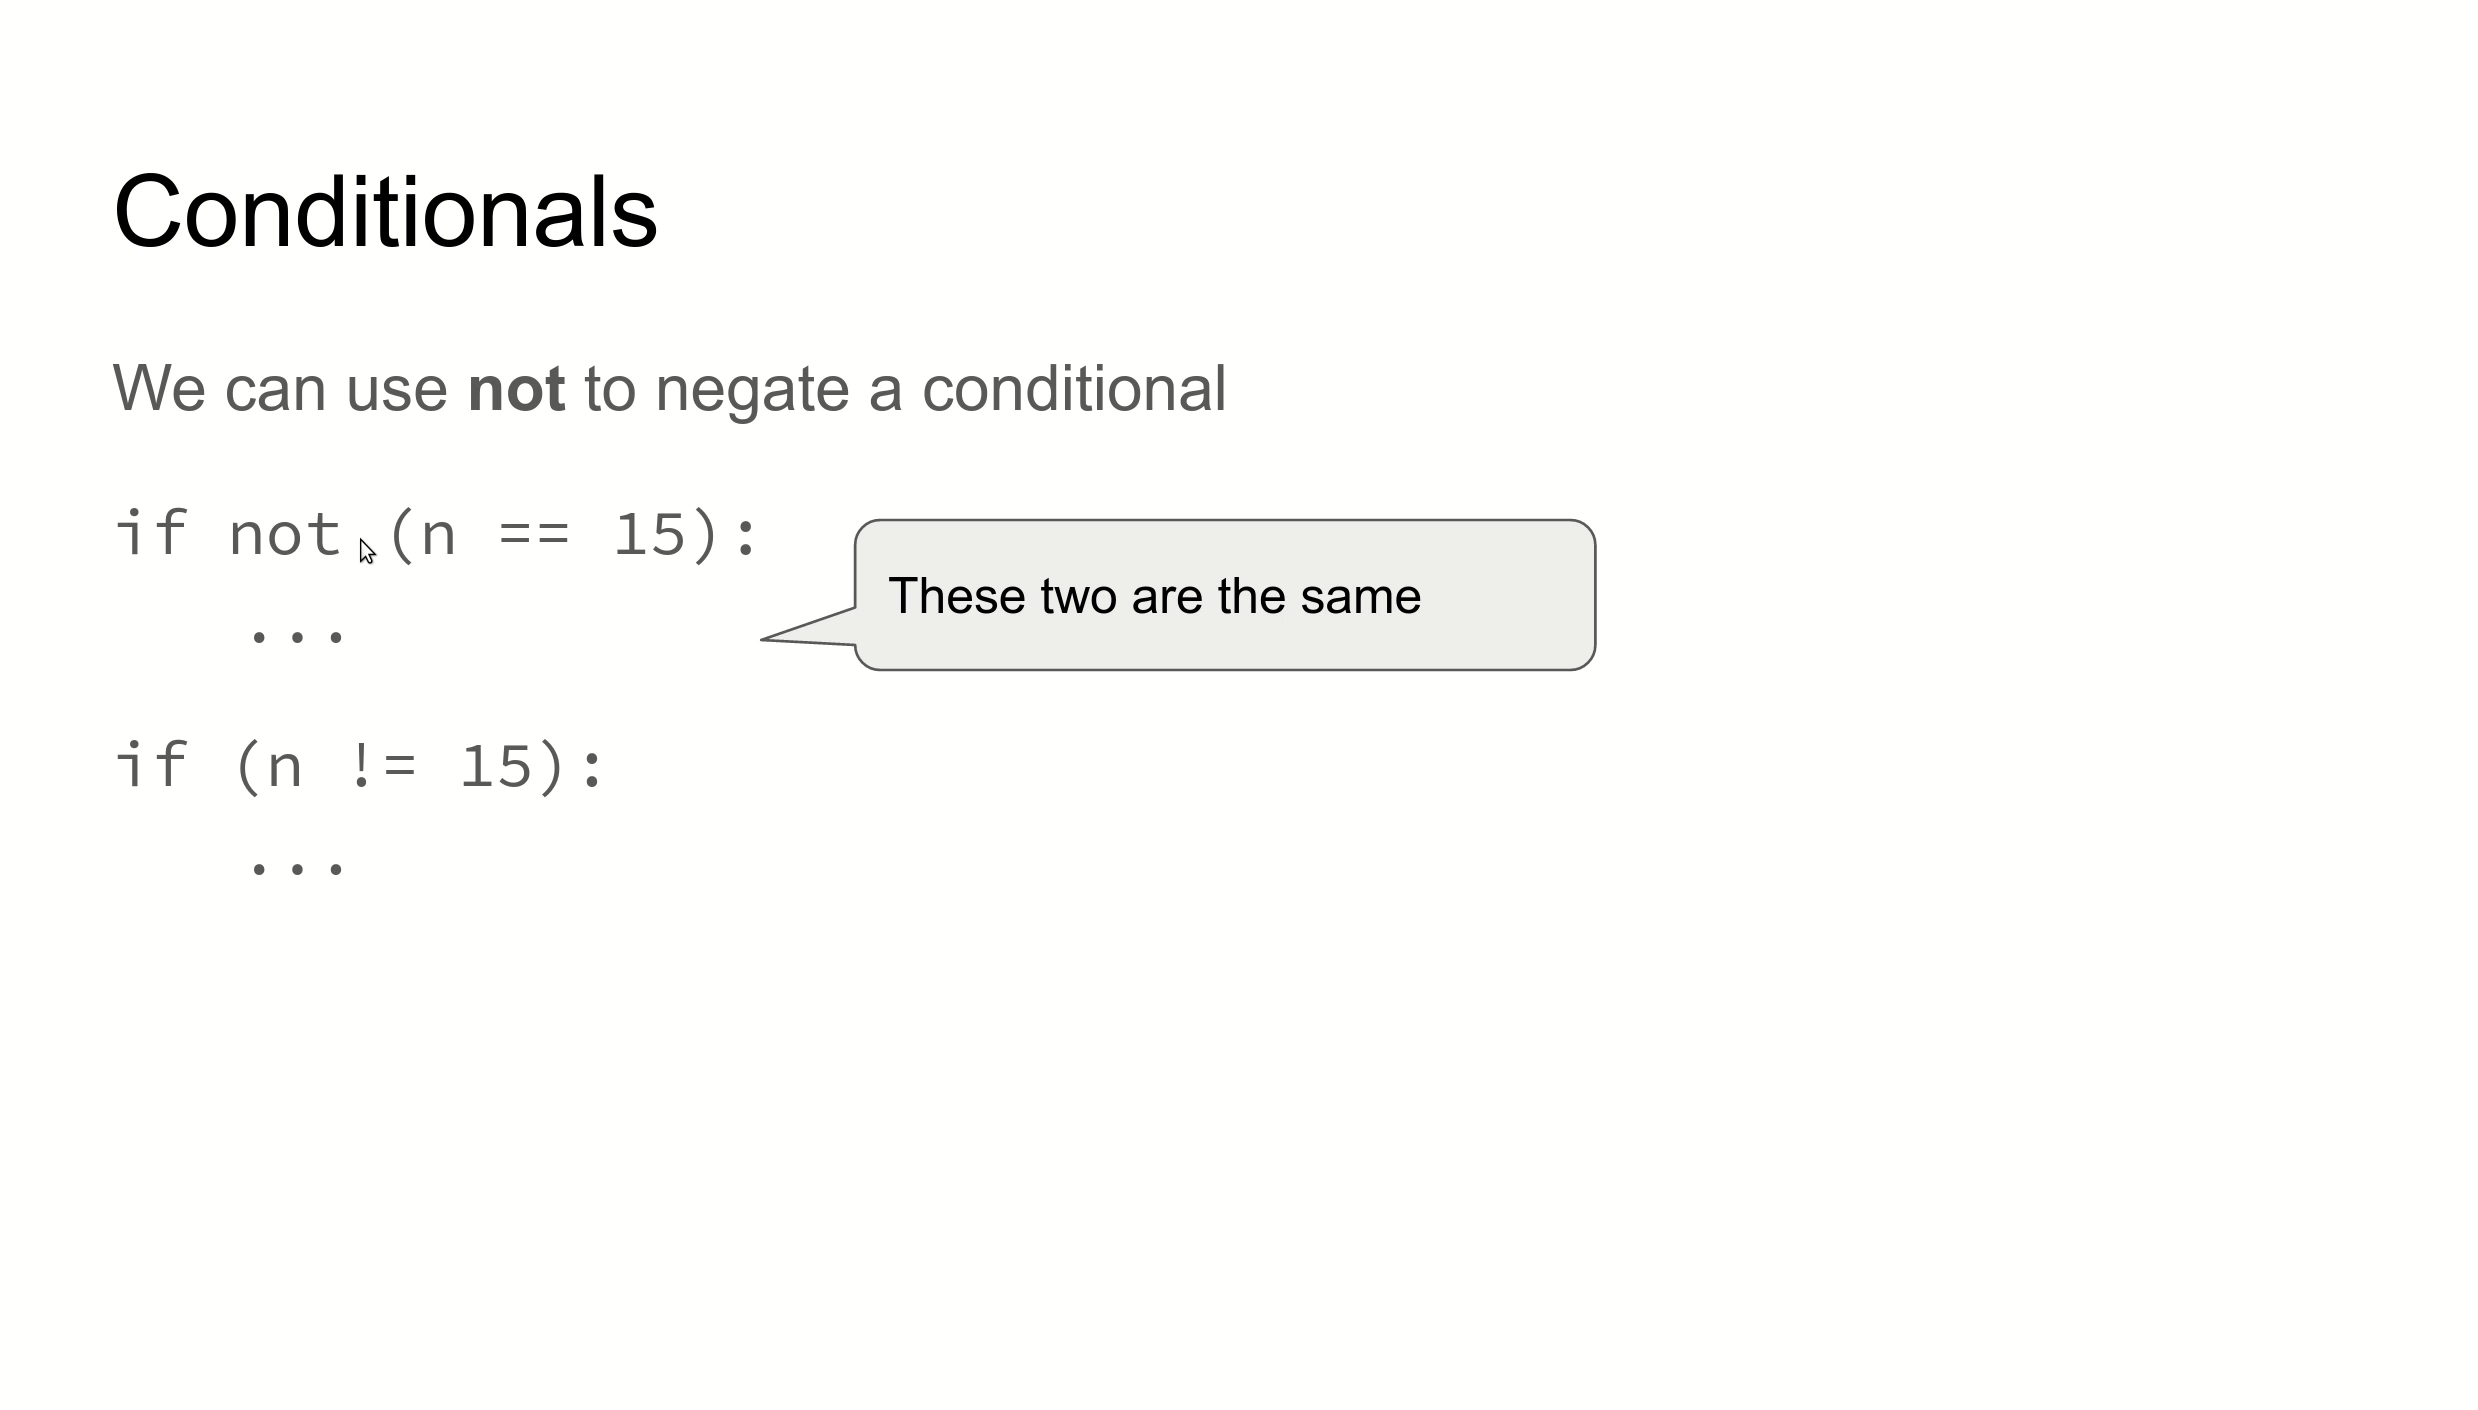 Conditionals
We can use not to negate a conditional
if not (n == 15):
...
These two are the same
if (n != 15):
...